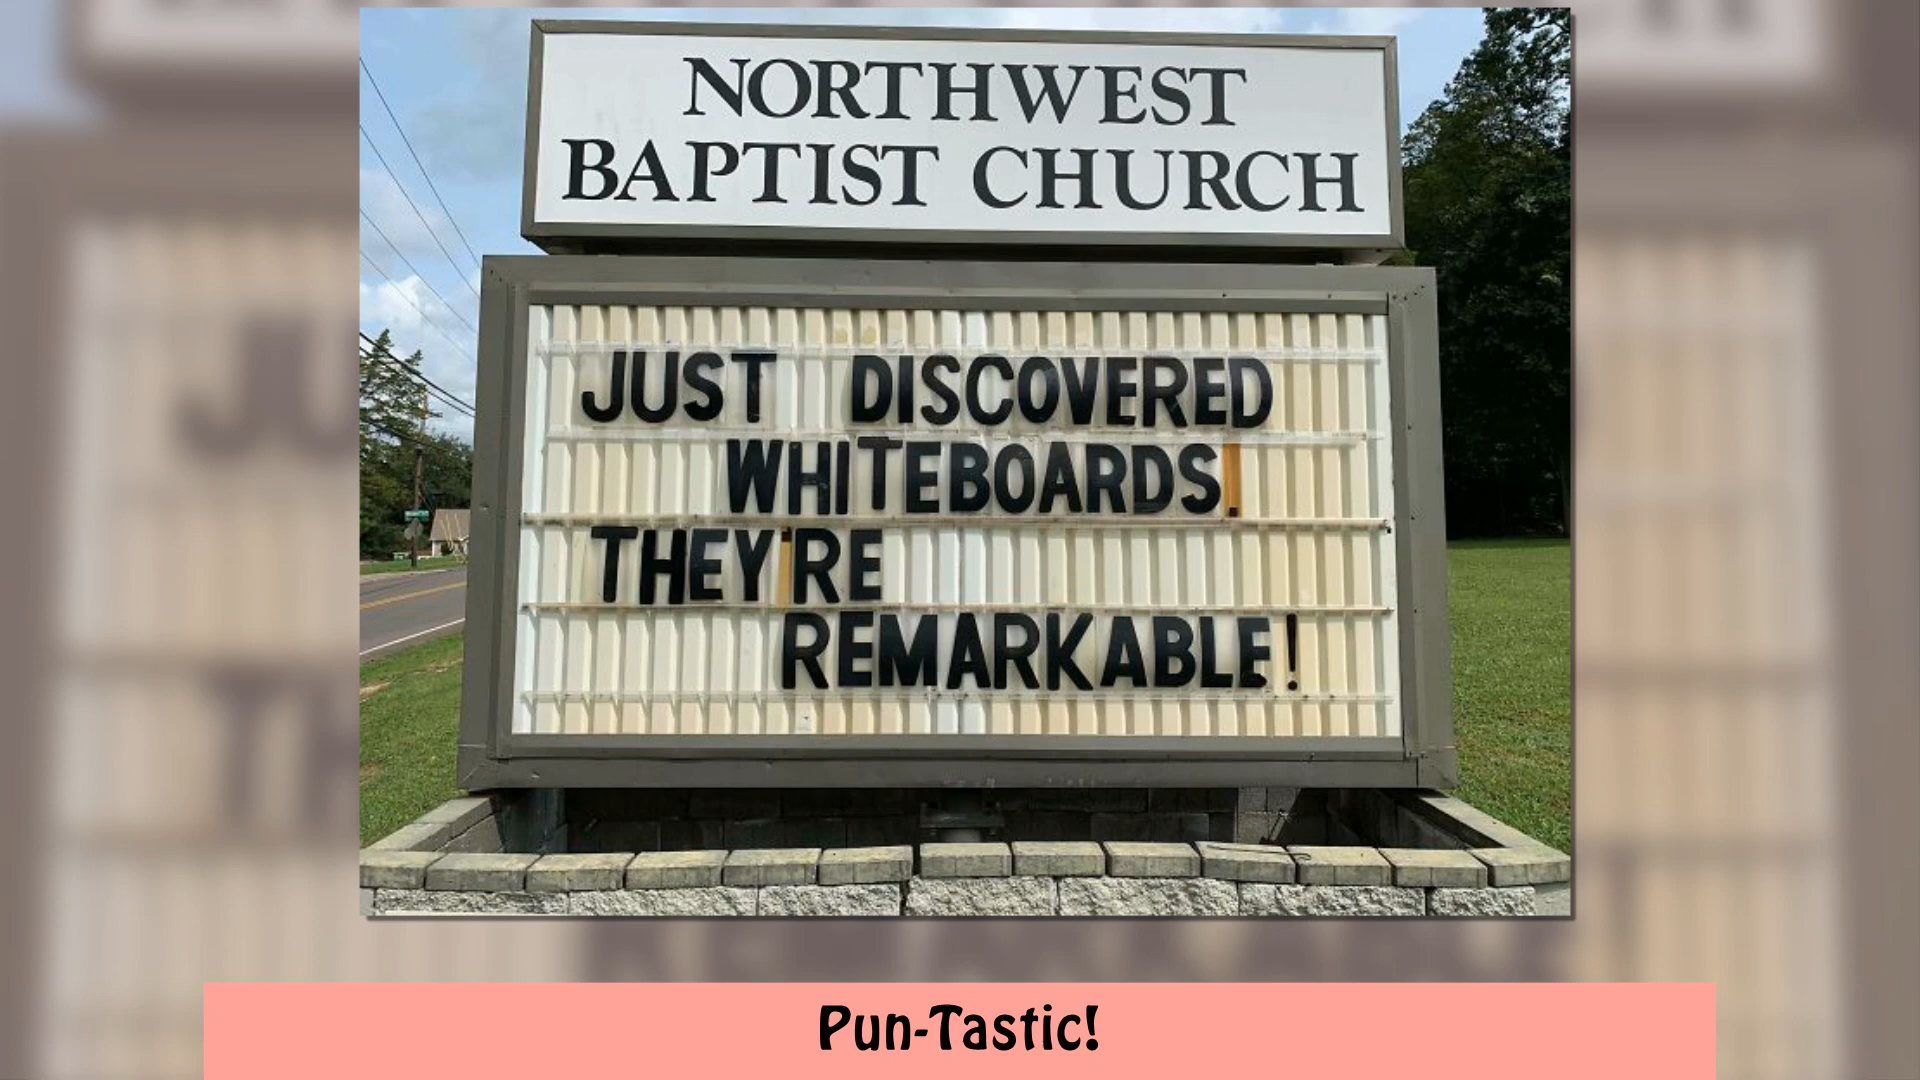 NORTHWEST
BAPTIST CHURCH
JUST DISCOVERED
WHITEBOARDS.
THEY'RE
REMARKABLE!
Pun-Tastic!